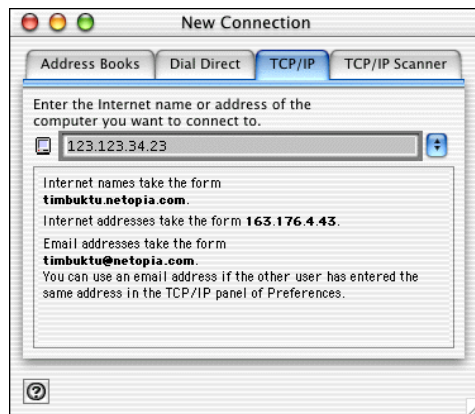 New Connection
Address Books
Dial Direct
TCP/IP
TCP/IP Scanner
Enter the Internet name or address of the
computer you want to connect to.
123.123.34.23
Internet names take the form
timbuktu.netopia.com.
Internet addresses take the form 163.176.4.43.
Email addresses take the form
timbuktu@netopia.com.
You can use an email address if the other user has entered the
same address in the TCP/IP panel of Preferences.
?